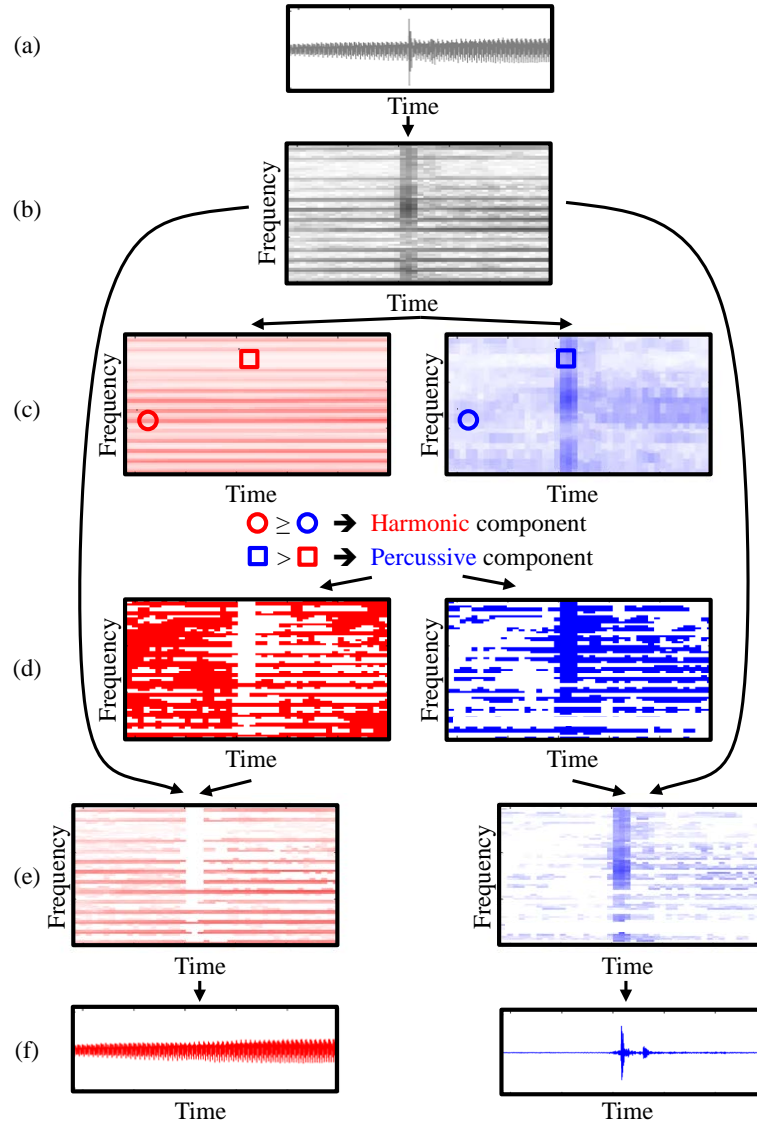 (a)
Time
(b)
Frequency
Time
(c)
Frequency
Frequency
Time
Time
≥ ➔ Harmonic component
> ➔ Percussive component
(d)
Frequency
Frequency
Time
Time
(e)
Frequency
Frequency
Time
Time
(f)
Time
Time